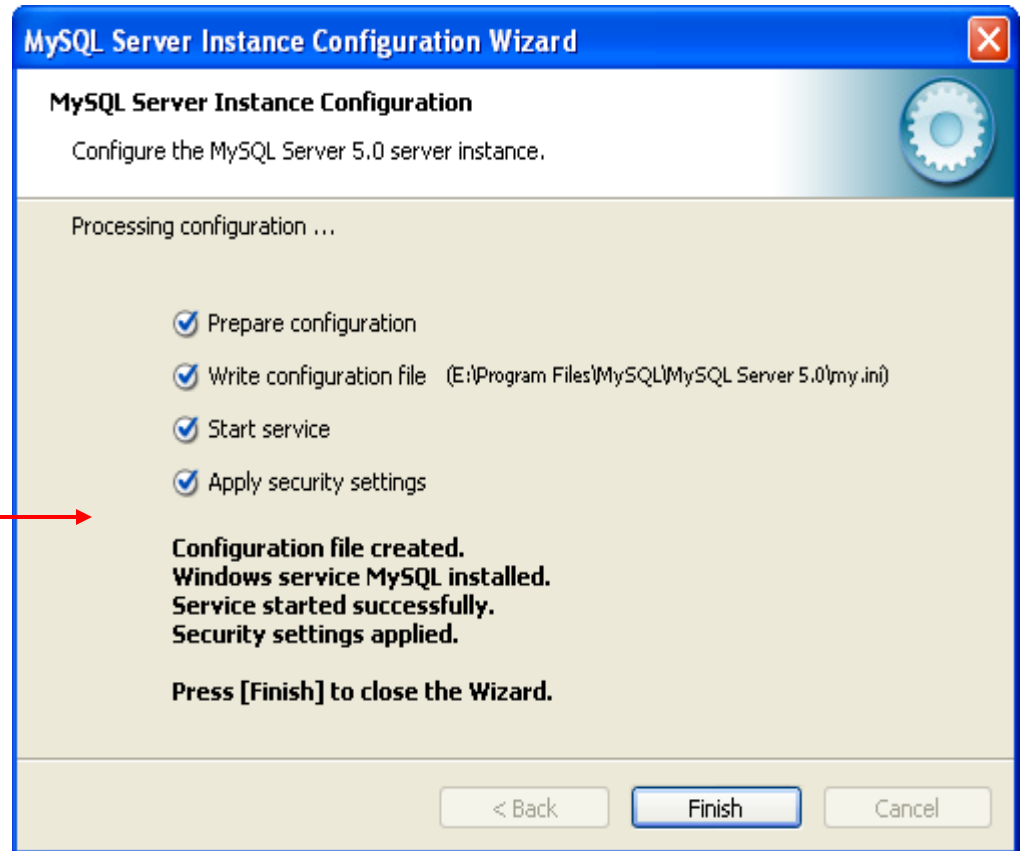 MySQL Server Instance Configuration Wizard
MySQL Server Instance Configuration
Configure the MySQL Server 5.0 server instance.
Processing configuration ...
Prepare configuration
Write configuration file (E:\Program Files\MySQL\MySQL Server 5.0\my.ini)
Start service
Apply security settings
Configuration file created.
Windows service MySQL installed.
Service started successfully.
Security settings applied.
Press [Finish] to close the Wizard.
< Back Finish Cancel